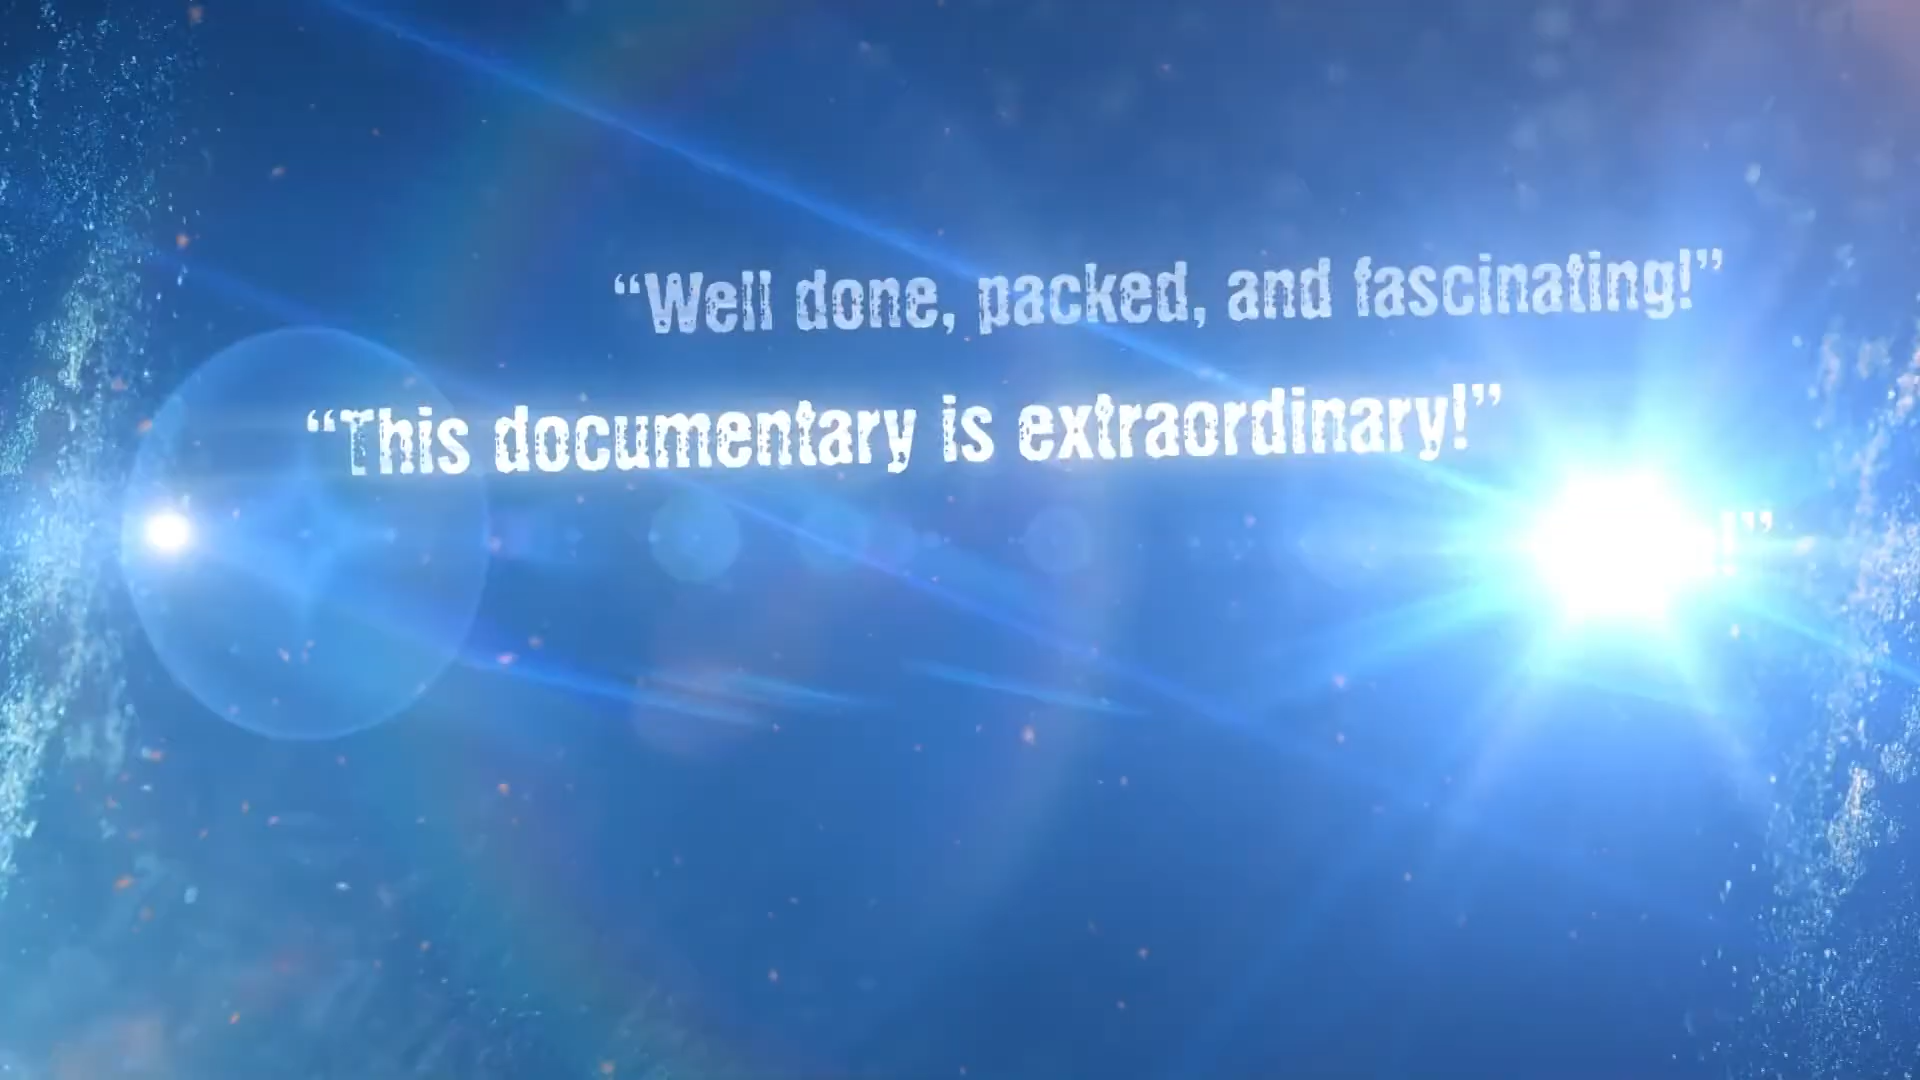 “Well done, packed, and fascinating!”
“This documentary is extraordinary!”
!”